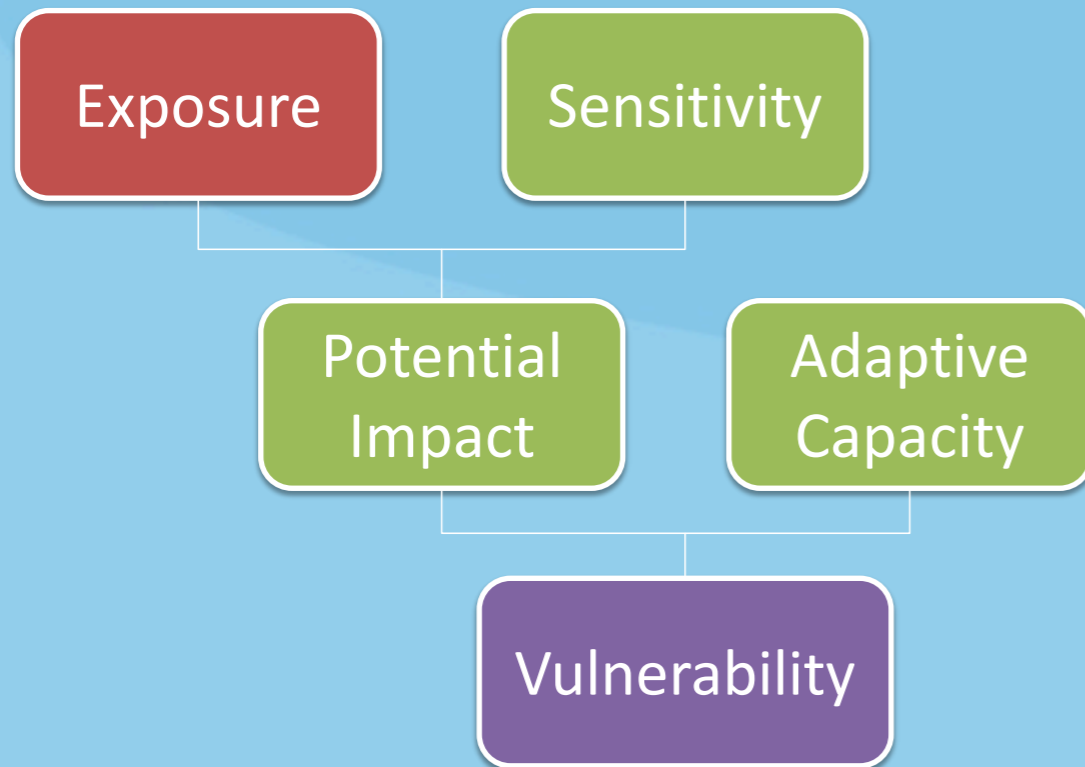 Exposure
Sensitivity
Potential
Impact
Adaptive
Capacity
Vulnerability